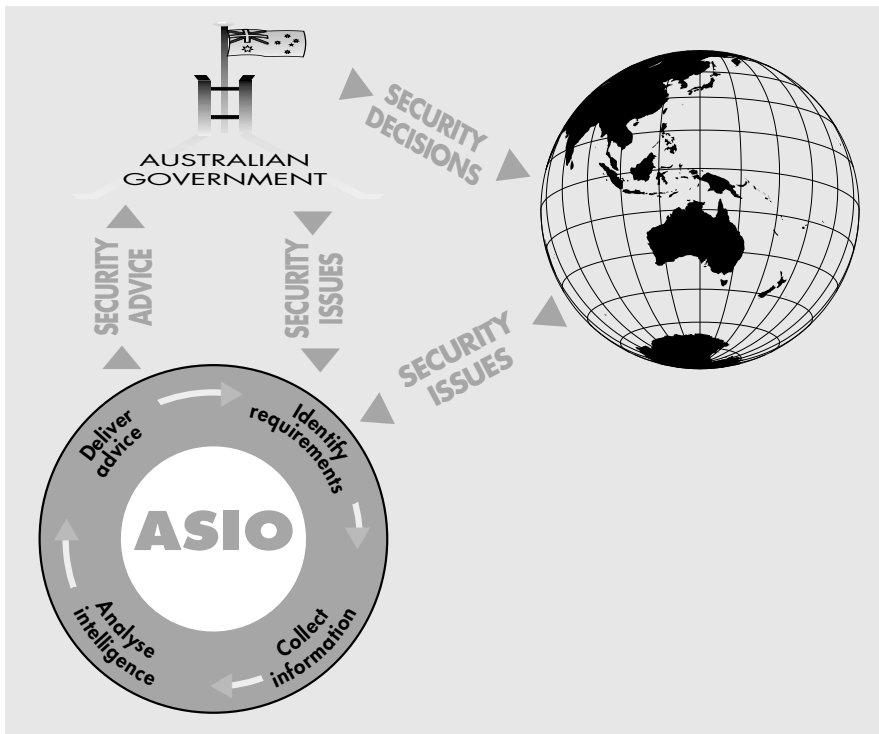 SECURITY
DECISIONS
AUSTRALIAN
GOVERNMENT
SECURITY
ADVICE
SECURITY
ISSUES
SECURITY
ISSUES
Deliver
advice
Identify
requirements
ASIO
Analyse
intelligence
Collect
information